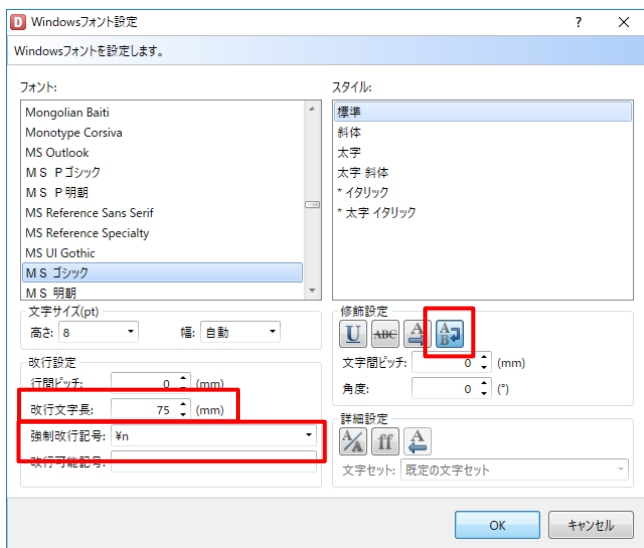 D Windowsフォント設定 ? ×
Windowsフォントを設定します。
フォント:
Mongolian Baiti
Monotype Corsiva
MS Outlook
ＭＳ Ｐゴシック
ＭＳ Ｐ明朝
MS Reference Sans Serif
MS Reference Specialty
MS UI Gothic
ＭＳ ゴシック
ＭＳ 明朝
スタイル:
標準
斜体
太字
太字 斜体
* イタリック
* 太字 イタリック
文字サイズ(pt)
高さ: 8 幅: 自動
改行設定
行間ピッチ: 0 (mm)
改行文字長: 75 (mm)
強制改行記号: ¥n
改行可能記号:
修飾設定
U ABC A A B
文字間ピッチ: 0 (mm)
角度: 0 (°)
詳細設定
A/A ff A
文字セット: 既定の文字セット
OK キャンセル